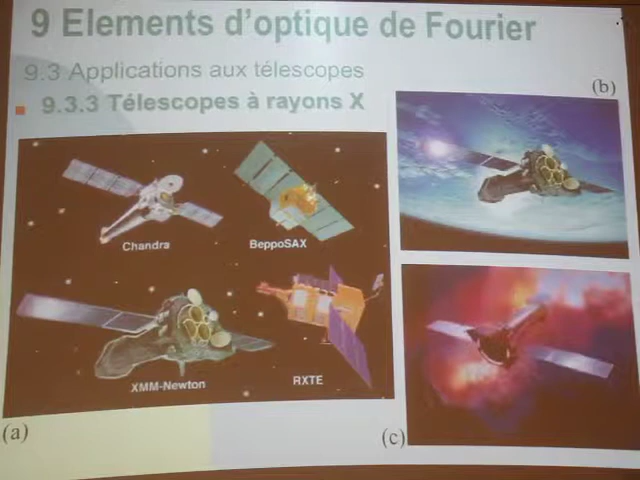 9 Elements d'optique de Fourier
9.3 Applications aux télescopes
9.3.3 Télescopes à rayons X
(b)
Chandra
BeppoSAX
XMM-Newton
RXTE
(a)
(c)